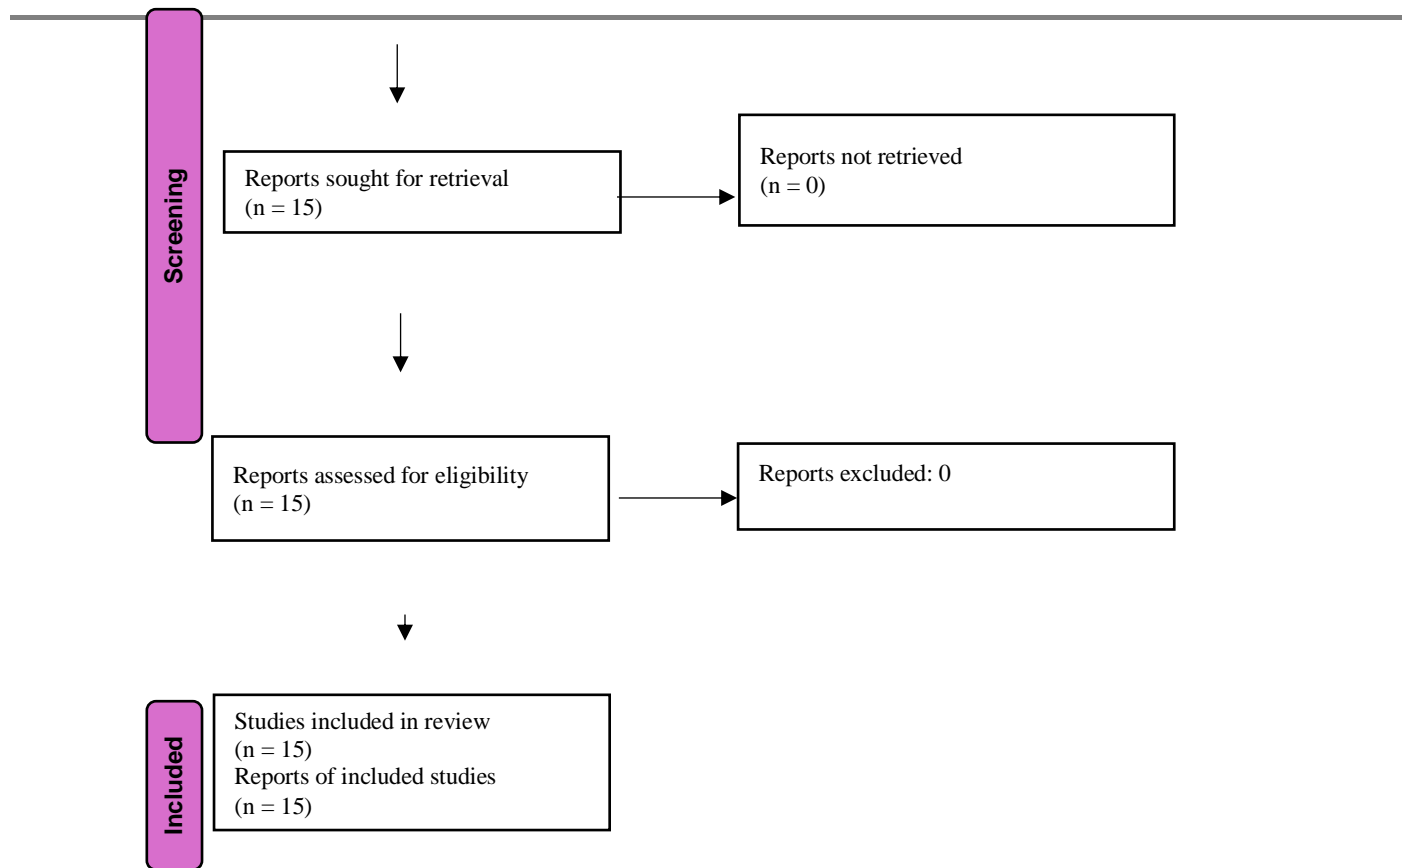 Screening
Reports sought for retrieval
(n = 15)
Reports not retrieved
(n = 0)
Reports assessed for eligibility
(n = 15)
Reports excluded: 0
Included
Studies included in review
(n = 15)
Reports of included studies
(n = 15)